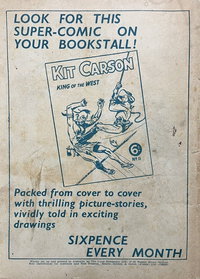 LOOK FOR THIS
SUPER-COMIC ON
YOUR BOOKSTALL!
KIT CARSON
KING OF THE WEST
6D
Packed from cover to cover
with thrilling picture-stories,
vividly told in exciting
drawings
SIXPENCE
EVERY MONTH